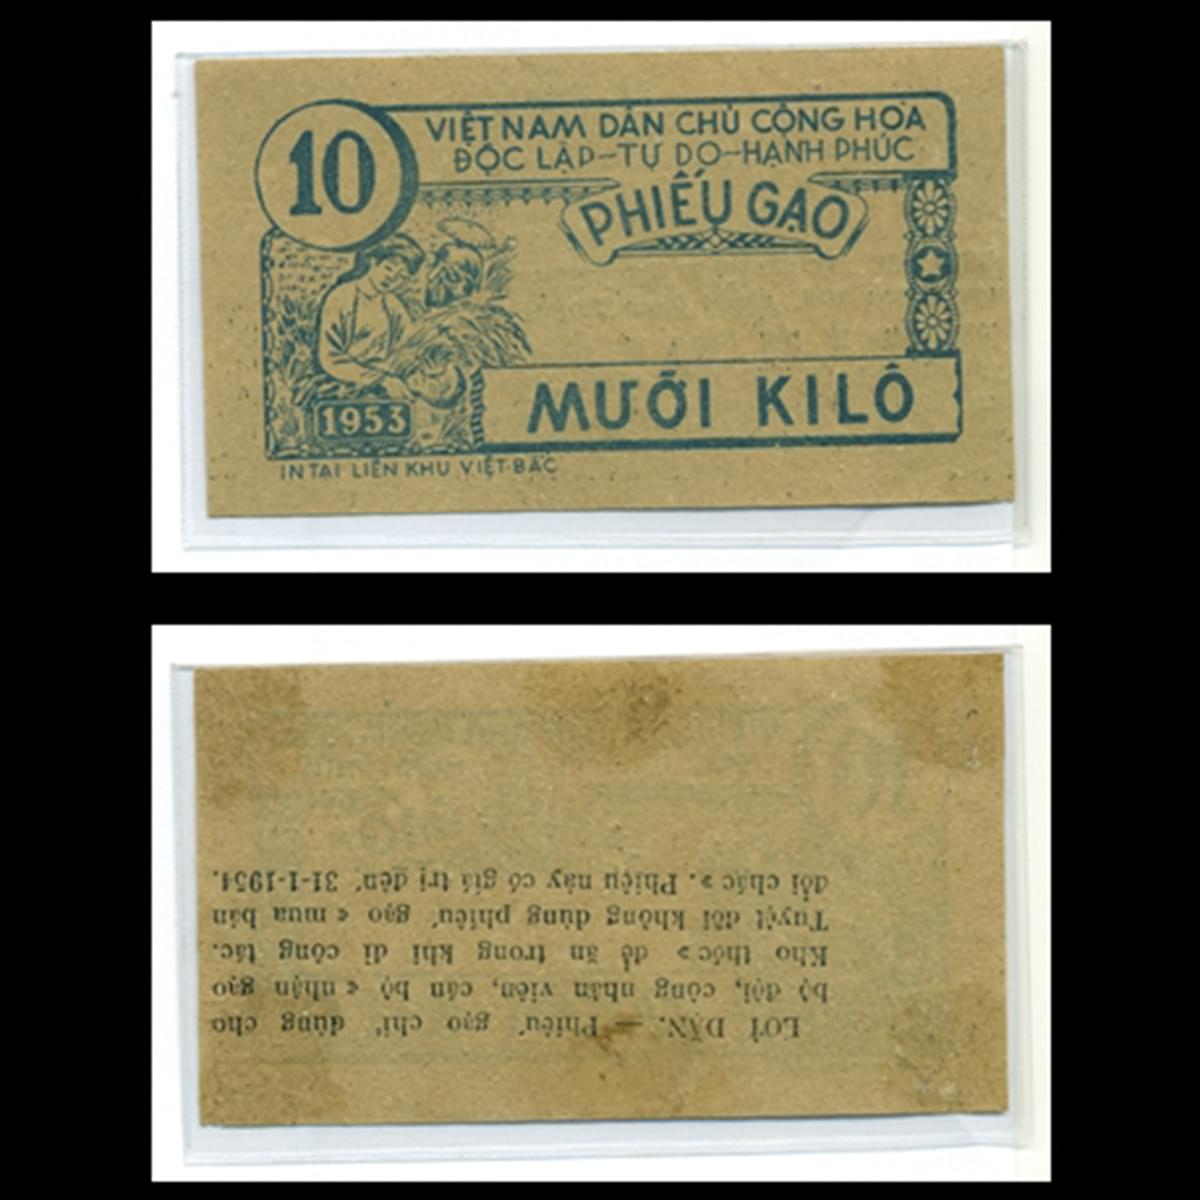 10
VIỆT NAM DÂN CHỦ CỘNG HÒA
ĐỘC LẬP-TỰ DO-HẠNH PHÚC
PHIẾU GẠO
1953
MƯỜI KILÔ
IN TẠI LIÊN KHU VIỆT-BẮC
LỜI DẶN. — Phiếu gạo chỉ dùng cho
bộ đội, công nhân viên, cán bộ « nhận gạo
Kho thóc » để ăn trong khi đi công tác.
Tuyệt đối không dùng phiếu gạo « mua bán
đổi chác ». Phiếu này có giá trị đến 31-1-1954.